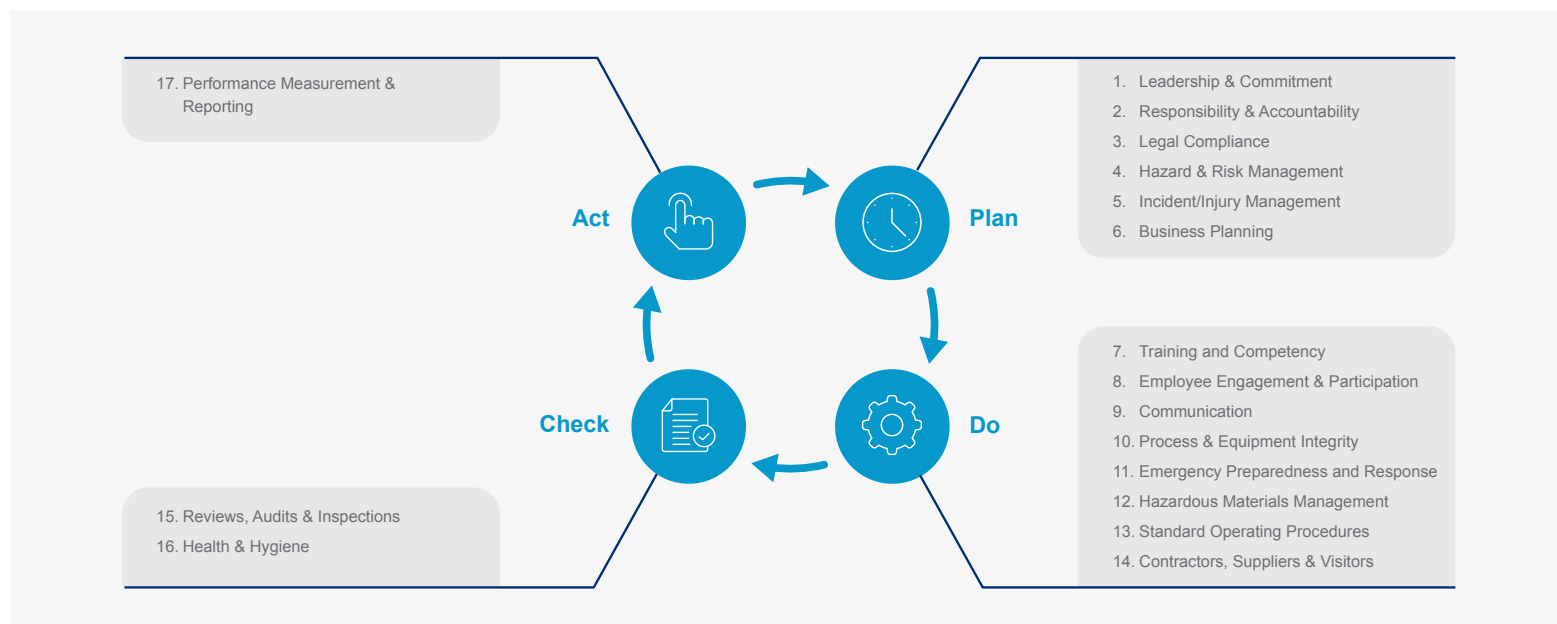 17. Performance Measurement &
Reporting
1. Leadership & Commitment
2. Responsibility & Accountability
3. Legal Compliance
4. Hazard & Risk Management
5. Incident/Injury Management
6. Business Planning
Act
Plan
Check
Do
7. Training and Competency
8. Employee Engagement & Participation
9. Communication
10. Process & Equipment Integrity
11. Emergency Preparedness and Response
12. Hazardous Materials Management
13. Standard Operating Procedures
14. Contractors, Suppliers & Visitors
15. Reviews, Audits & Inspections
16. Health & Hygiene